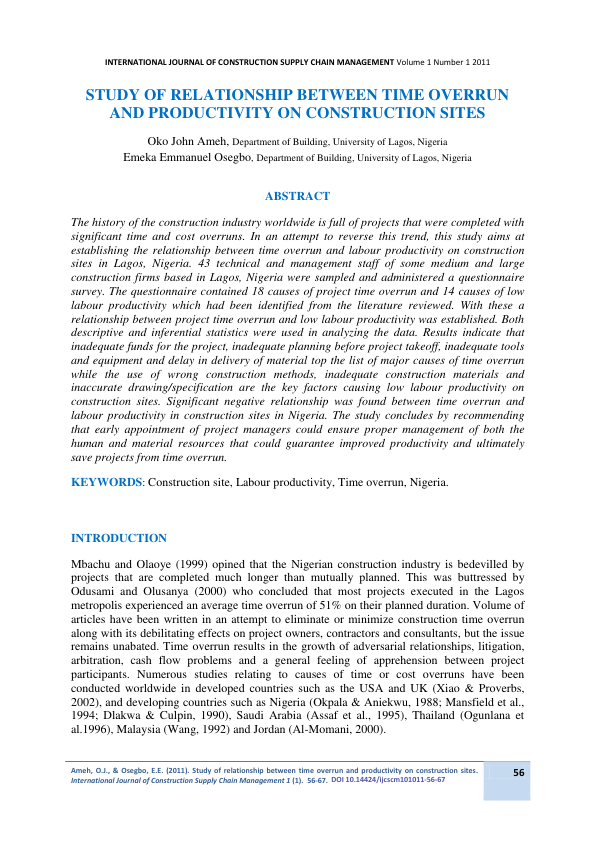 INTERNATIONAL JOURNAL OF CONSTRUCTION SUPPLY CHAIN MANAGEMENT Volume 1 Number 1 2011
STUDY OF RELATIONSHIP BETWEEN TIME OVERRUN
AND PRODUCTIVITY ON CONSTRUCTION SITES
Oko John Ameh, Department of Building, University of Lagos, Nigeria
Emeka Emmanuel Osegbo, Department of Building, University of Lagos, Nigeria
ABSTRACT
The history of the construction industry worldwide is full of projects that were completed with
significant time and cost overruns. In an attempt to reverse this trend, this study aims at
establishing the relationship between time overrun and labour productivity on construction
sites in Lagos, Nigeria. 43 technical and management staff of some medium and large
construction firms based in Lagos, Nigeria were sampled and administered a questionnaire
survey. The questionnaire contained 18 causes of project time overrun and 14 causes of low
labour productivity which had been identified from the literature reviewed. With these a
relationship between project time overrun and low labour productivity was established. Both
descriptive and inferential statistics were used in analyzing the data. Results indicate that
inadequate funds for the project, inadequate planning before project takeoff, inadequate tools
and equipment and delay in delivery of material top the list of major causes of time overrun
while the use of wrong construction methods, inadequate construction materials and
inaccurate drawing/specification are the key factors causing low labour productivity on
construction sites. Significant negative relationship was found between time overrun and
labour productivity in construction sites in Nigeria. The study concludes by recommending
that early appointment of project managers could ensure proper management of both the
human and material resources that could guarantee improved productivity and ultimately
save projects from time overrun.
KEYWORDS: Construction site, Labour productivity, Time overrun, Nigeria.
INTRODUCTION
Mbachu and Olaoye (1999) opined that the Nigerian construction industry is bedevilled by
projects that are completed much longer than mutually planned. This was buttressed by
Odusami and Olusanya (2000) who concluded that most projects executed in the Lagos
metropolis experienced an average time overrun of 51% on their planned duration. Volume of
articles have been written in an attempt to eliminate or minimize construction time overrun
along with its debilitating effects on project owners, contractors and consultants, but the issue
remains unabated. Time overrun results in the growth of adversarial relationships, litigation,
arbitration, cash flow problems and a general feeling of apprehension between project
participants. Numerous studies relating to causes of time or cost overruns have been
conducted worldwide in developed countries such as the USA and UK (Xiao & Proverbs,
2002), and developing countries such as Nigeria (Okpala & Aniekwu, 1988; Mansfield et al.,
1994; Dlakwa & Culpin, 1990), Saudi Arabia (Assaf et al., 1995), Thailand (Ogunlana et
al.1996), Malaysia (Wang, 1992) and Jordan (Al-Momani, 2000).
Ameh, O.J., & Osegbo, E.E. (2011). Study of relationship between time overrun and productivity on construction sites.
International Journal of Construction Supply Chain Management 1 (1). 56-67. DOI 10.14424/ijcscm101011-56-67
56